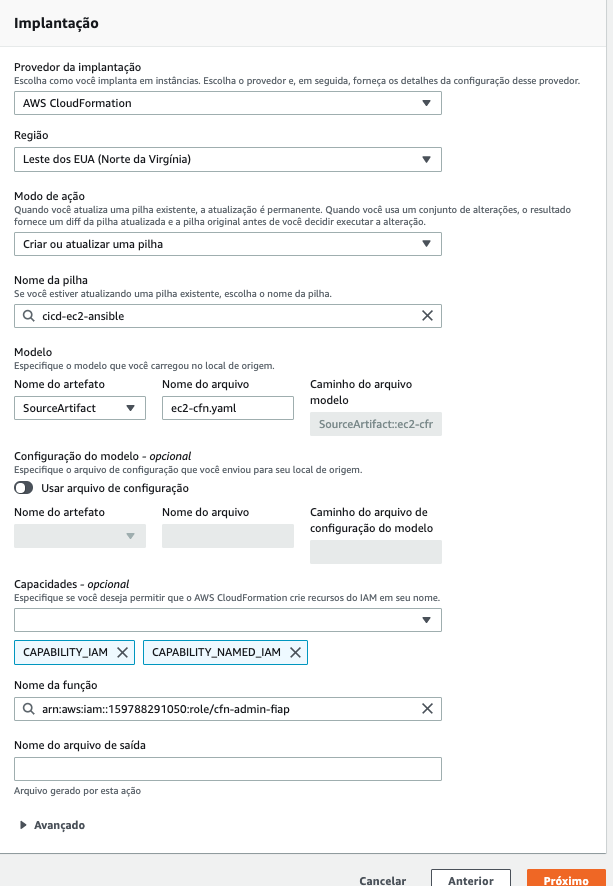 Implantação
Provedor da implantação
Escolha como você implanta em instâncias. Escolha o provedor e, em seguida, forneça os detalhes da configuração desse provedor.
AWS CloudFormation
Região
Leste dos EUA (Norte da Virgínia)
Modo de ação
Quando você atualiza uma pilha existente, a atualização é permanente. Quando você usa um conjunto de alterações, o resultado
fornece um diff da pilha atualizada e a pilha original antes de você decidir executar a alteração.
Criar ou atualizar uma pilha
Nome da pilha
Se você estiver atualizando uma pilha existente, escolha o nome da pilha.
cicd-ec2-ansible
Modelo
Especifique o modelo que você carregou no local de origem.
Nome do artefato
SourceArtifact
Nome do arquivo
ec2-cfn.yaml
Caminho do arquivo
modelo
SourceArtifact::ec2-cfr
Configuração do modelo - opcional
Especifique o arquivo de configuração que você enviou para seu local de origem.
Usar arquivo de configuração
Nome do artefato
Nome do arquivo
Caminho do arquivo de
configuração do modelo
Capacidades - opcional
Especifique se você deseja permitir que o AWS CloudFormation crie recursos do IAM em seu nome.
CAPABILITY_IAM
CAPABILITY_NAMED_IAM
Nome da função
arn:aws:iam::159788291050:role/cfn-admin-fiap
Nome do arquivo de saída
Arquivo gerado por esta ação
Avançado
Cancelar
Anterior
Próximo